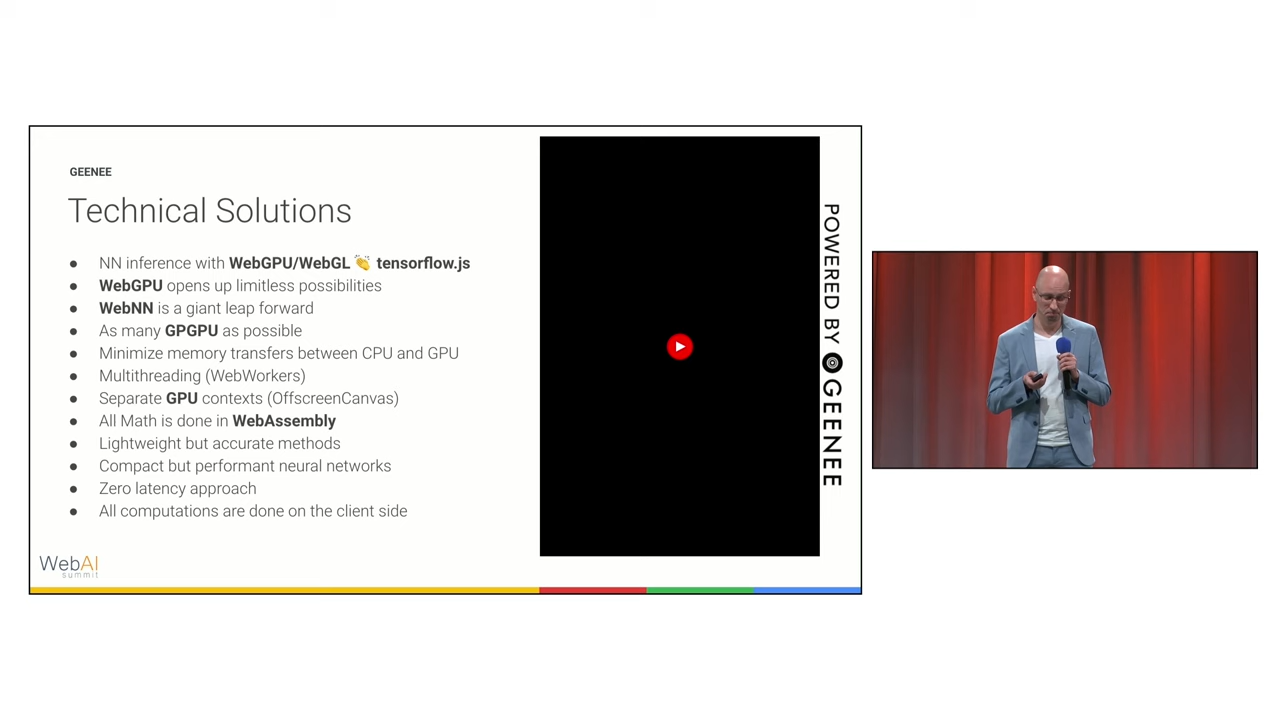 GEENEE
Technical Solutions
● NN inference with WebGPU/WebGL 👏 tensorflow.js
● WebGPU opens up limitless possibilities
● WebNN is a giant leap forward
● As many GPGPU as possible
● Minimize memory transfers between CPU and GPU
● Multithreading (WebWorkers)
● Separate GPU contexts (OffscreenCanvas)
● All Math is done in WebAssembly
● Lightweight but accurate methods
● Compact but performant neural networks
● Zero latency approach
● All computations are done on the client side
POWERED BY GEENEE
WebAI
summit